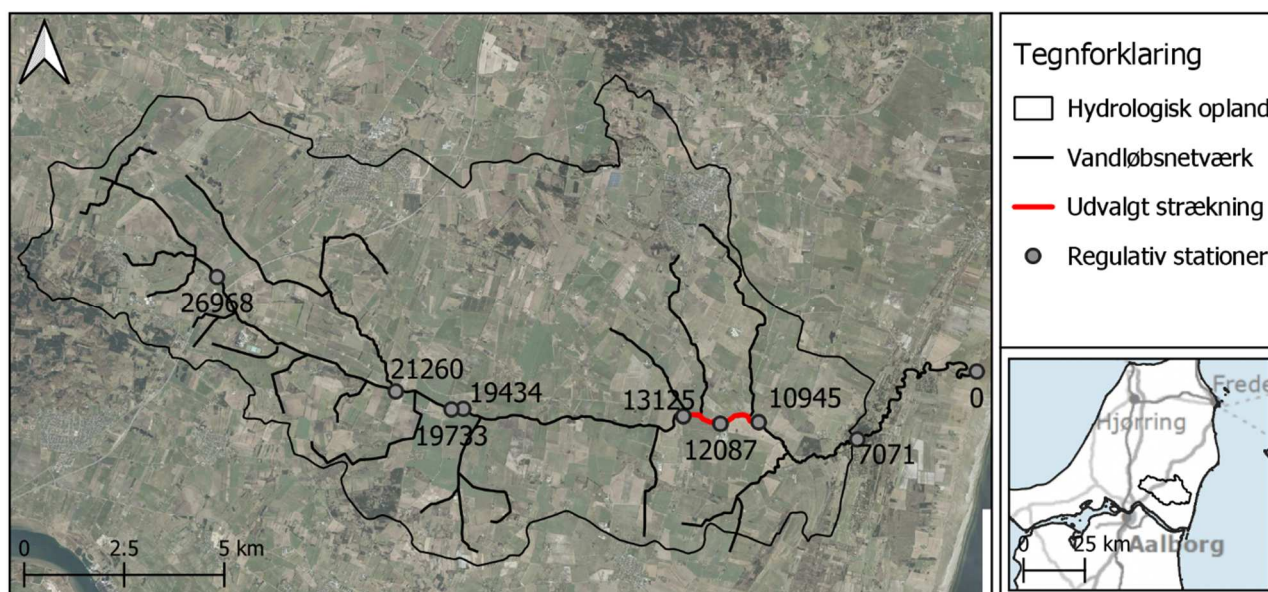 26968
21260
19434
19733
13125
12087
10945
7071
0
0
2.5
5 km
Tegnforklaring
Hydrologisk opland
Vandløbsnetværk
Udvalgt strækning
Regulativ stationer
Frede
Hjørring
0
25 km
Aalborg